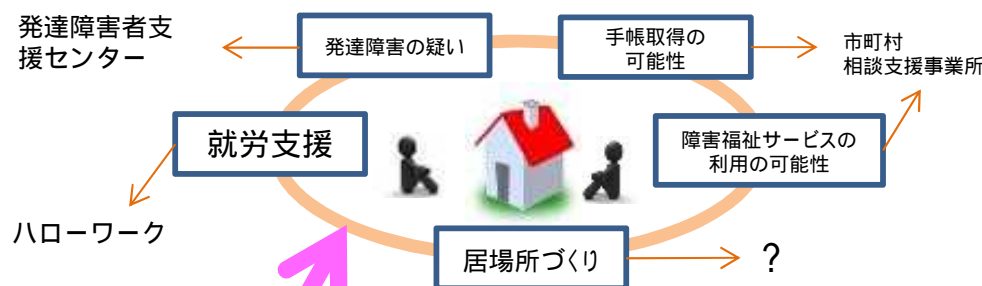 発達障害者支
援センター
発達障害の疑い
手帳取得の
可能性
市町村
相談支援事業所
就労支援
障害福祉サービスの
利用の可能性
ハローワーク
居場所づくり
?